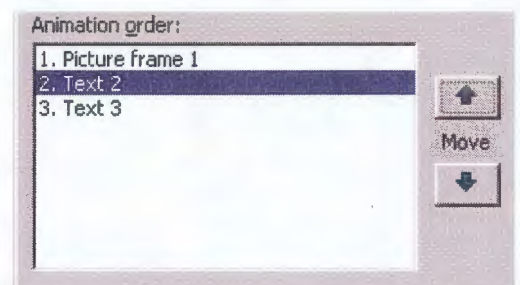 Animation order:
1. Picture frame 1
2. Text 2
3. Text 3
Move